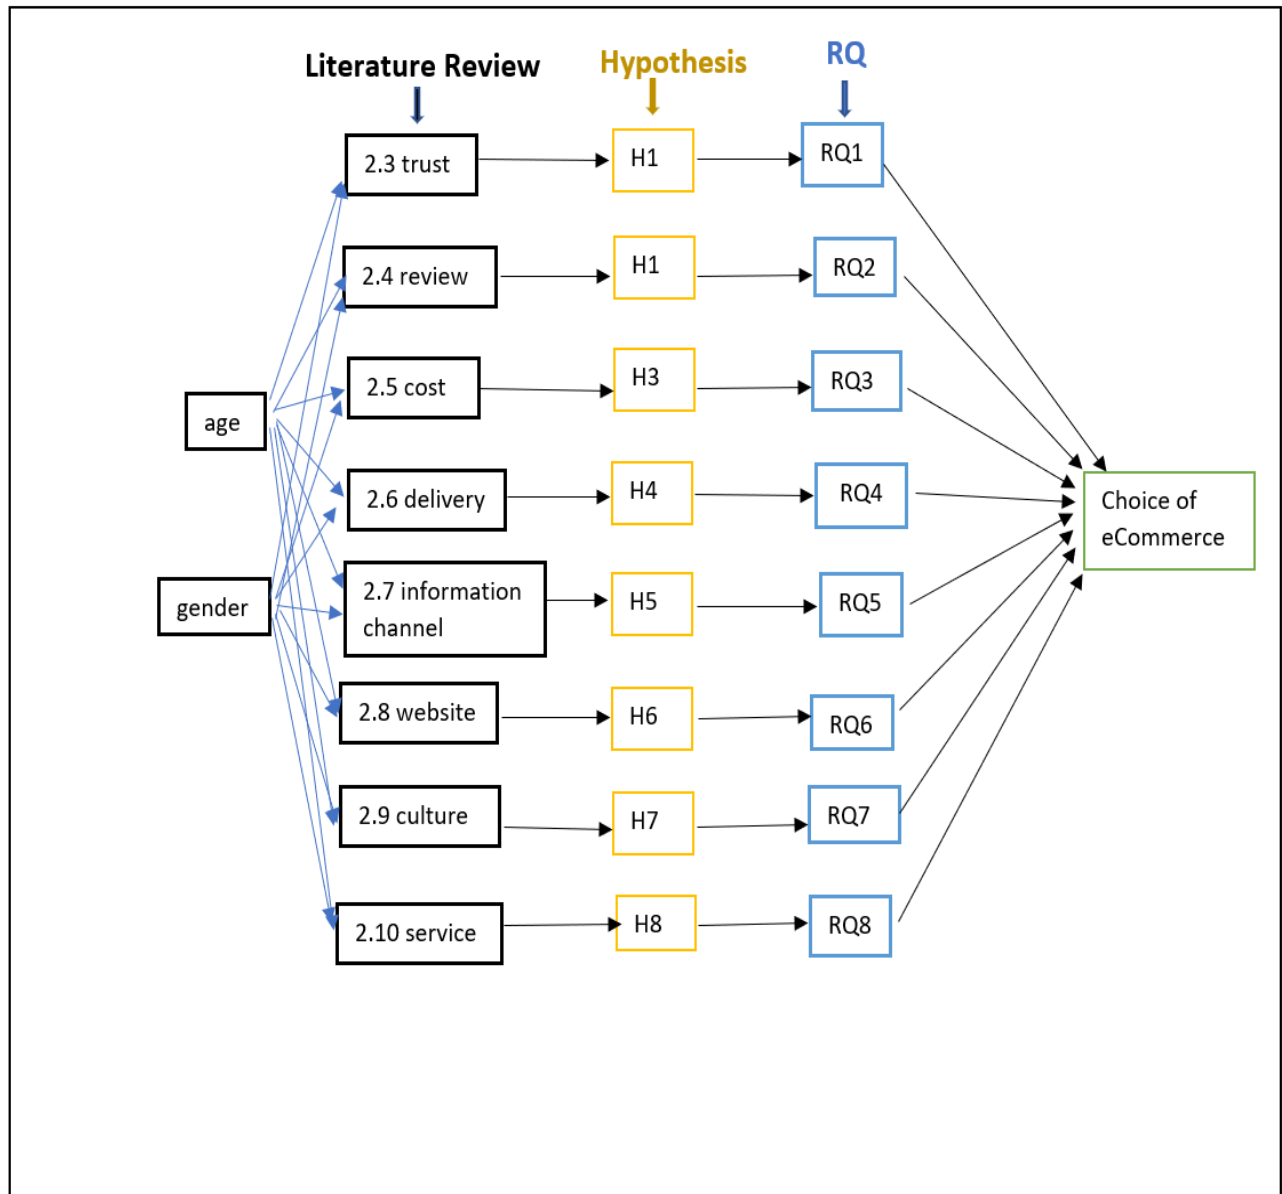 Literature Review
Hypothesis
RQ
2.3 trust
H1
RQ1
2.4 review
H1
RQ2
2.5 cost
H3
RQ3
age
2.6 delivery
H4
RQ4
Choice of
eCommerce
gender
2.7 information
channel
H5
RQ5
2.8 website
H6
RQ6
2.9 culture
H7
RQ7
2.10 service
H8
RQ8